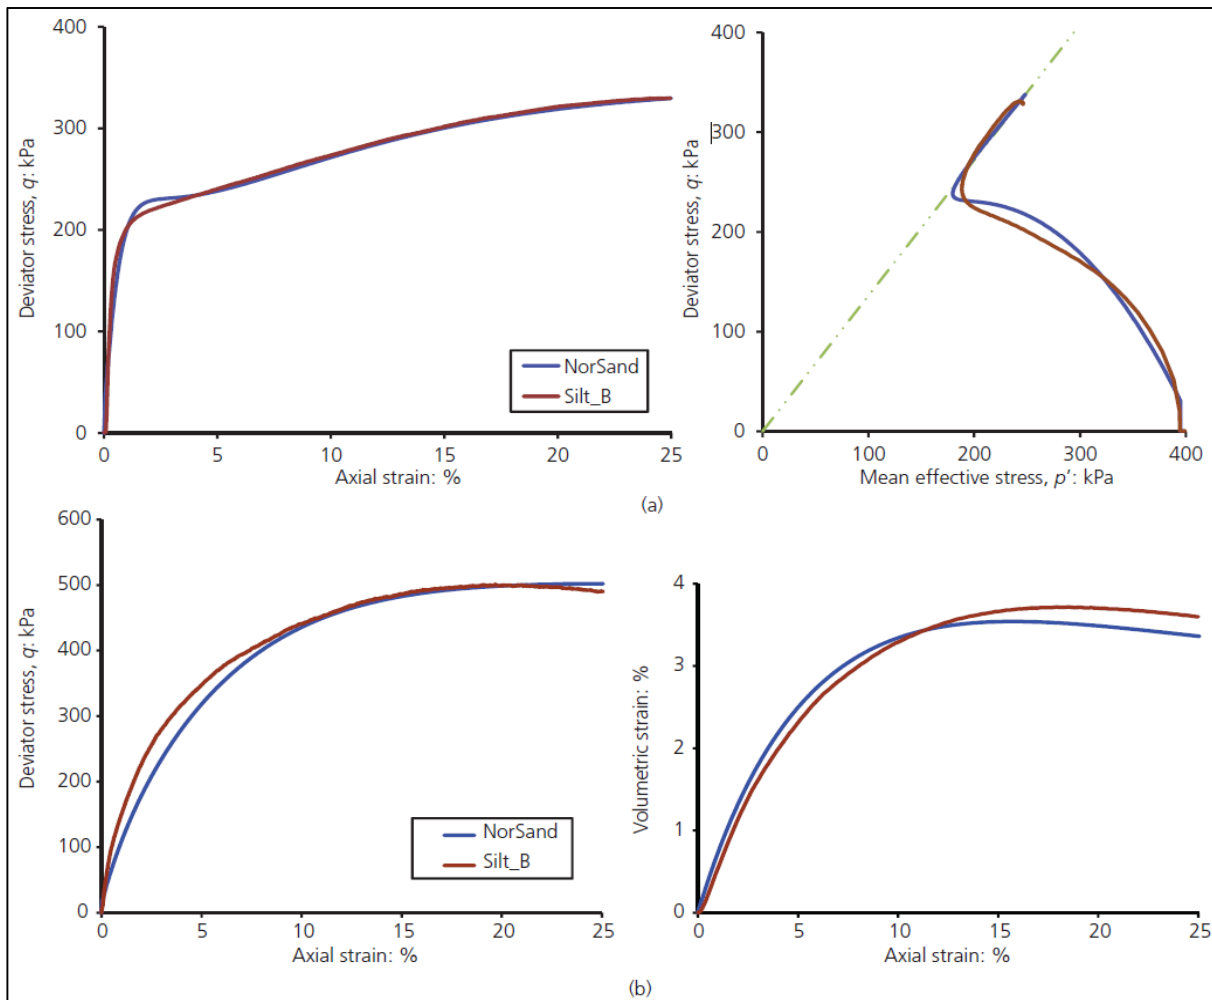 400
300
200
100
0
Deviator stress, q: kPa
NorSand
Silt_B
0 5 10 15 20 25
Axial strain: %
400
300
200
100
0
Deviator stress, q: kPa
0 100 200 300 400
Mean effective stress, p′: kPa
(a)
600
500
400
300
200
100
0
Deviator stress, q: kPa
NorSand
Silt_B
0 5 10 15 20 25
Axial strain: %
4
3
2
1
0
Volumetric strain: %
0 5 10 15 20 25
Axial strain: %
(b)